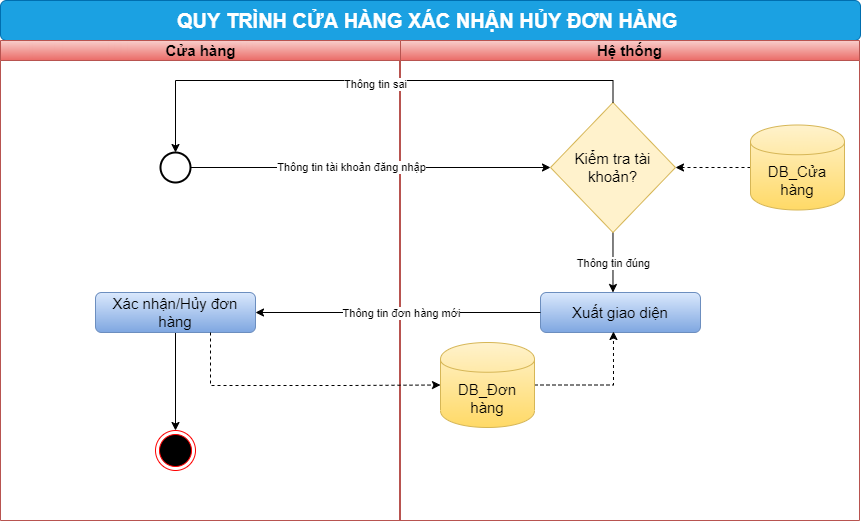 QUY TRÌNH CỬA HÀNG XÁC NHẬN HỦY ĐƠN HÀNG
Cửa hàng
Hệ thống
Thông tin sai
Thông tin tài khoản đăng nhập
Kiểm tra tài
khoản?
DB_Cửa
hàng
Thông tin đúng
Xác nhận/Hủy đơn
hàng
Thông tin đơn hàng mới
Xuất giao diện
DB_Đơn
hàng